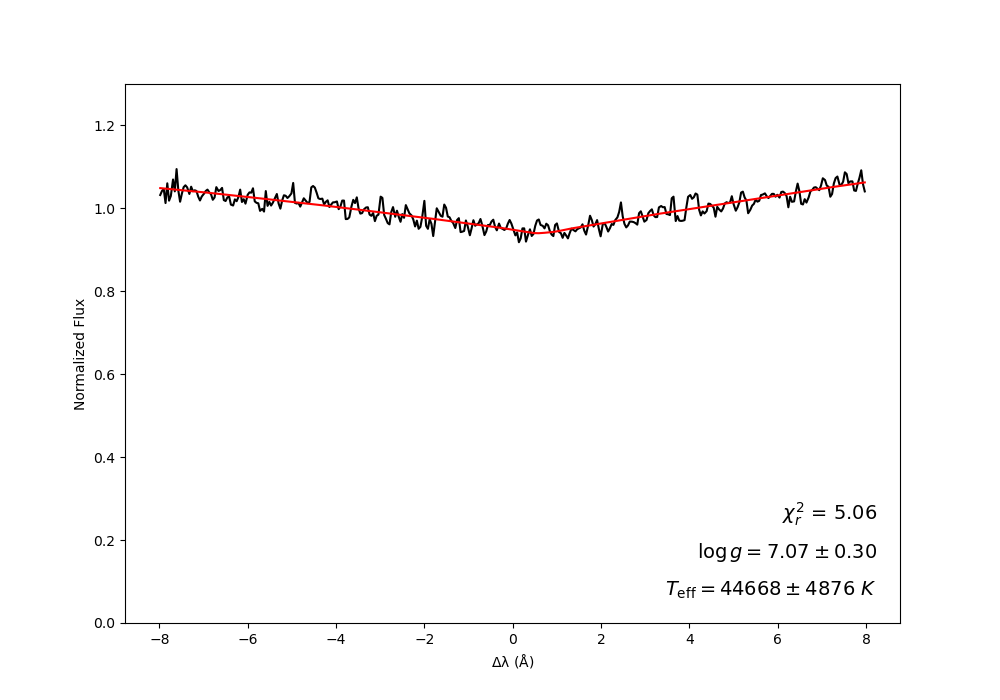 1.2
1.0
0.8
0.6
0.4
0.2
0.0
Normalized Flux
χ²ᵣ = 5.06
log g = 7.07 ± 0.30
T_eff = 44668 ± 4876 K
−8 −6 −4 −2 0 2 4 6 8
Δλ (Å)